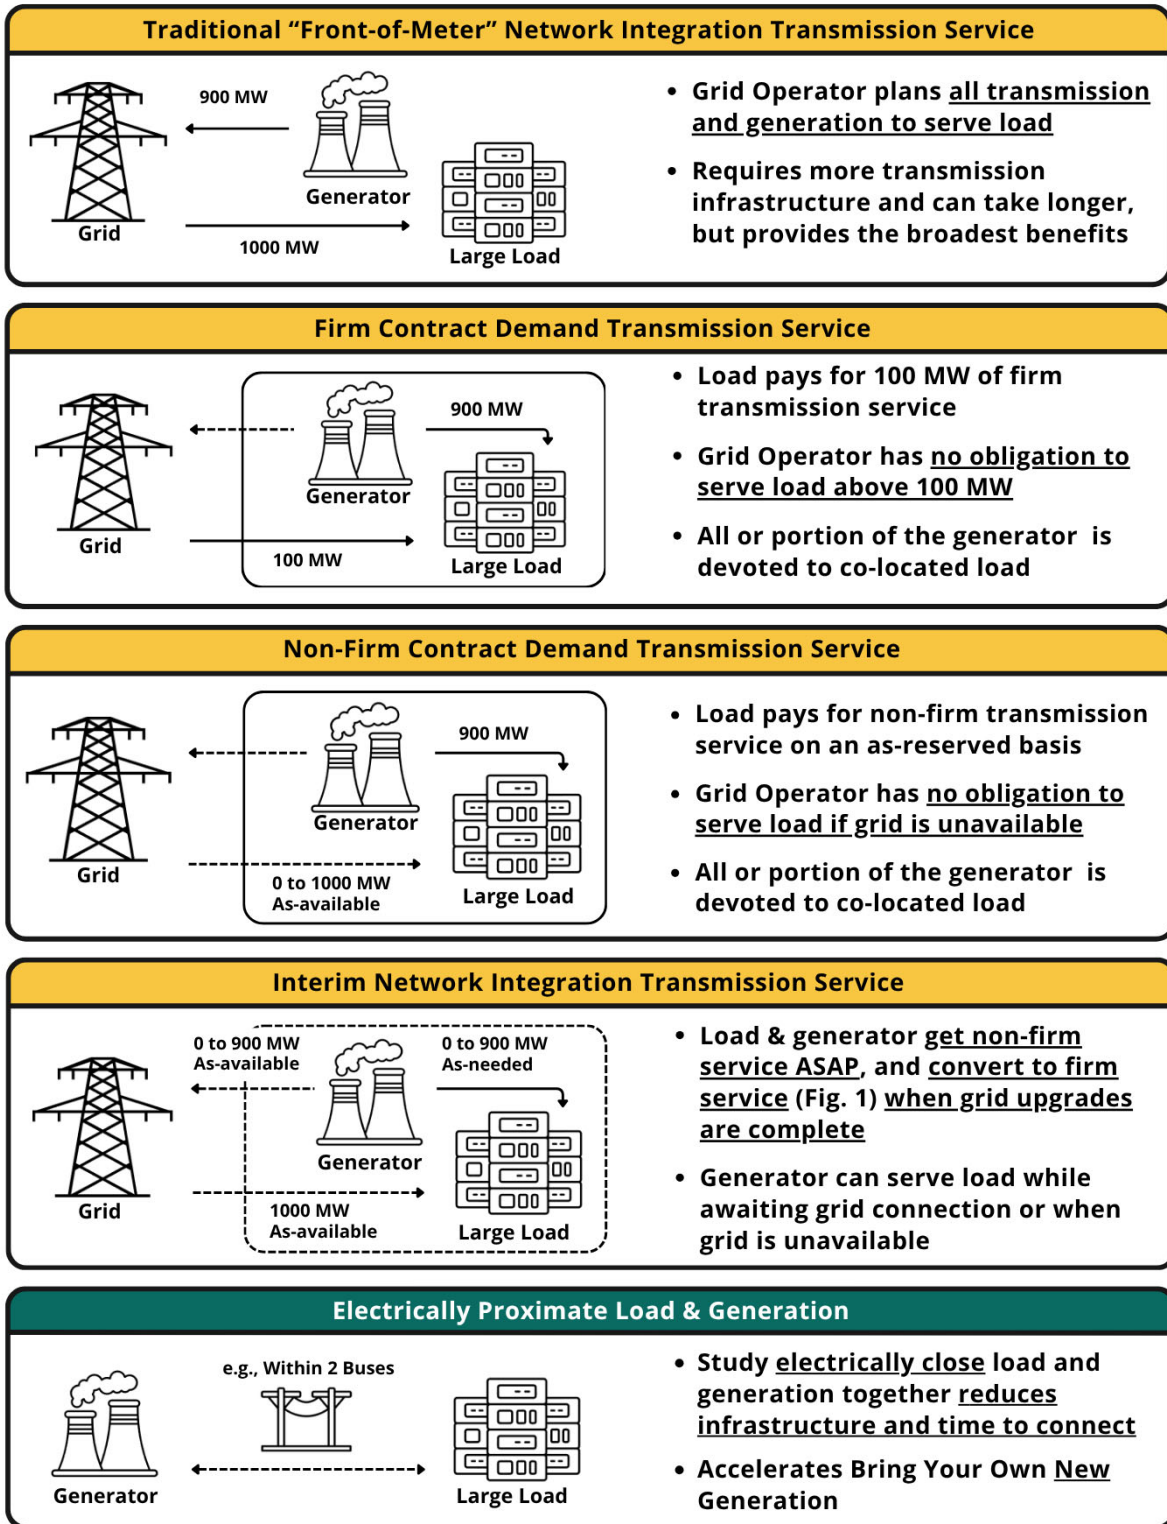 Traditional “Front-of-Meter” Network Integration Transmission Service
900 MW
Generator
Grid
1000 MW
Large Load
• Grid Operator plans all transmission
and generation to serve load
• Requires more transmission
infrastructure and can take longer,
but provides the broadest benefits
Firm Contract Demand Transmission Service
900 MW
Generator
Grid
100 MW
Large Load
• Load pays for 100 MW of firm
transmission service
• Grid Operator has no obligation to
serve load above 100 MW
• All or portion of the generator is
devoted to co-located load
Non-Firm Contract Demand Transmission Service
900 MW
Generator
Grid
0 to 1000 MW
As-available
Large Load
• Load pays for non-firm transmission
service on an as-reserved basis
• Grid Operator has no obligation to
serve load if grid is unavailable
• All or portion of the generator is
devoted to co-located load
Interim Network Integration Transmission Service
0 to 900 MW
As-available
0 to 900 MW
As-needed
Generator
Grid
1000 MW
As-available
Large Load
• Load & generator get non-firm
service ASAP, and convert to firm
service (Fig. 1) when grid upgrades
are complete
• Generator can serve load while
awaiting grid connection or when
grid is unavailable
Electrically Proximate Load & Generation
e.g., Within 2 Buses
Generator
Large Load
• Study electrically close load and
generation together reduces
infrastructure and time to connect
• Accelerates Bring Your Own New
Generation